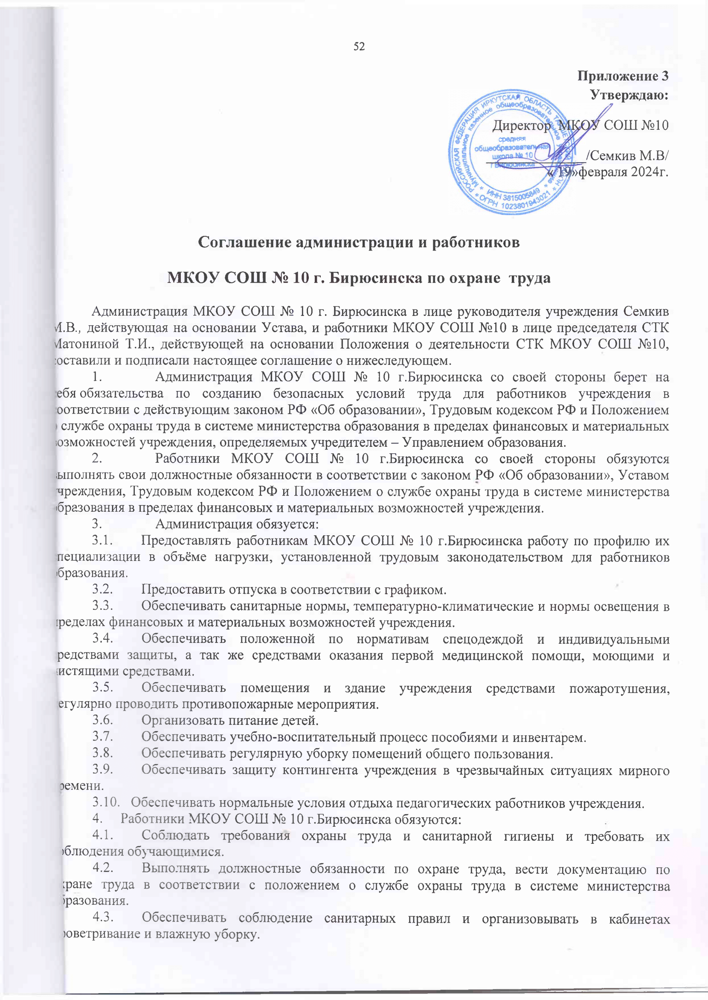 52
Приложение 3
Утверждаю:
Директор МКОУ СОШ №10
/Семкив М.В/
« 19»февраля 2024г.
РОССИЙСКАЯ ФЕДЕРАЦИЯ ИРКУТСКАЯ ОБЛАСТЬ
* ОГРН 1023801943021 *
Муниципальное казенное общеобразовательное
* ИНН 3815005849 *
средняя
общеобразовательная
школа № 10
г Бирюсинска
Соглашение администрации и работников
МКОУ СОШ № 10 г. Бирюсинска по охране труда
Администрация МКОУ СОШ № 10 г. Бирюсинска в лице руководителя учреждения Семкив
М.В., действующая на основании Устава, и работники МКОУ СОШ №10 в лице председателя СТК
Матониной Т.И., действующей на основании Положения о деятельности СТК МКОУ СОШ №10,
оставили и подписали настоящее соглашение о нижеследующем.
1. Администрация МКОУ СОШ № 10 г.Бирюсинска со своей стороны берет на
ебя обязательства по созданию безопасных условий труда для работников учреждения в
оответствии с действующим законом РФ «Об образовании», Трудовым кодексом РФ и Положением
службе охраны труда в системе министерства образования в пределах финансовых и материальных
озможностей учреждения, определяемых учредителем – Управлением образования.
2. Работники МКОУ СОШ № 10 г.Бирюсинска со своей стороны обязуются
ыполнять свои должностные обязанности в соответствии с законом РФ «Об образовании», Уставом
чреждения, Трудовым кодексом РФ и Положением о службе охраны труда в системе министерства
бразования в пределах финансовых и материальных возможностей учреждения.
3. Администрация обязуется:
3.1. Предоставлять работникам МКОУ СОШ № 10 г.Бирюсинска работу по профилю их
пециализации в объёме нагрузки, установленной трудовым законодательством для работников
бразования.
3.2. Предоставить отпуска в соответствии с графиком.
3.3. Обеспечивать санитарные нормы, температурно-климатические и нормы освещения в
ределах финансовых и материальных возможностей учреждения.
3.4. Обеспечивать положенной по нормативам спецодеждой и индивидуальными
редствами защиты, а так же средствами оказания первой медицинской помощи, моющими и
истящими средствами.
3.5. Обеспечивать помещения и здание учреждения средствами пожаротушения,
егулярно проводить противопожарные мероприятия.
3.6. Организовать питание детей.
3.7. Обеспечивать учебно-воспитательный процесс пособиями и инвентарем.
3.8. Обеспечивать регулярную уборку помещений общего пользования.
3.9. Обеспечивать защиту контингента учреждения в чрезвычайных ситуациях мирного
ремени.
3.10. Обеспечивать нормальные условия отдыха педагогических работников учреждения.
4. Работники МКОУ СОШ № 10 г.Бирюсинска обязуются:
4.1. Соблюдать требования охраны труда и санитарной гигиены и требовать их
облюдения обучающимися.
4.2. Выполнять должностные обязанности по охране труда, вести документацию по
хране труда в соответствии с положением о службе охраны труда в системе министерства
бразования.
4.3. Обеспечивать соблюдение санитарных правил и организовывать в кабинетах
роветривание и влажную уборку.